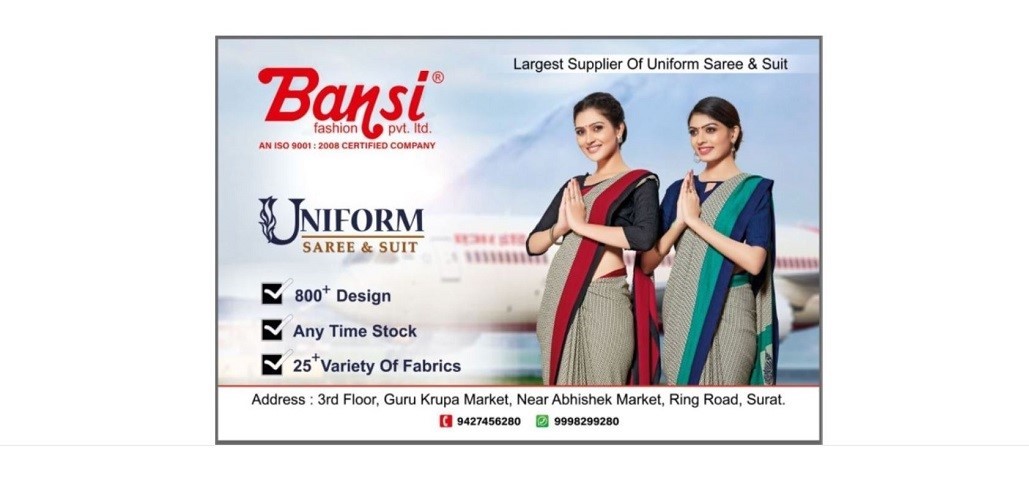 Largest Supplier Of Uniform Saree & Suit
Bansi®
fashion pvt. ltd.
AN ISO 9001 : 2008 CERTIFIED COMPANY
UNIFORM
SAREE & SUIT
800+ Design
Any Time Stock
25+ Variety Of Fabrics
Address : 3rd Floor, Guru Krupa Market, Near Abhishek Market, Ring Road, Surat.
9427456280 9998299280